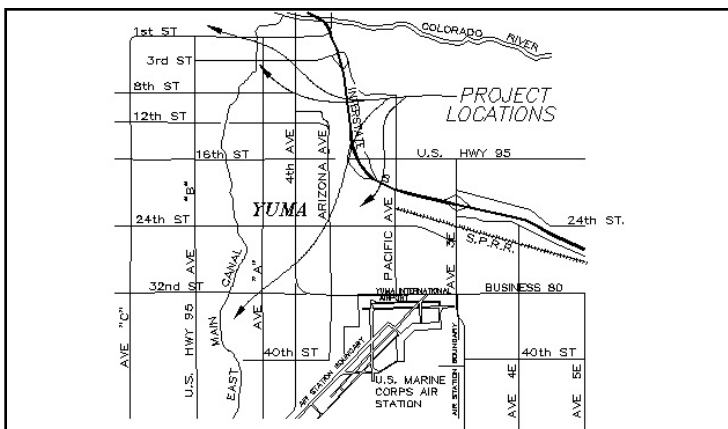 COLORADO RIVER
1st ST
3rd ST
8th ST
12th ST
INTERSTATE
8
PROJECT
LOCATIONS
16th ST
U.S. HWY 95
4th AVE
ARIZONA AVE
"B"
YUMA
24th ST
24th ST.
S.P.R.R.
PACIFIC AVE
AVE 3E
CANAL
"A"
32nd ST
YUMA INTERNATIONAL
AIRPORT
BUSINESS 80
AVE "C"
U.S. HWY 95 AVE
MAIN
AVE
EAST
40th ST
40th ST
AIR STATION BOUNDARY
U.S. MARINE
CORPS AIR
STATION
AIR STATION BOUNDARY
AVE 4E
AVE 5E